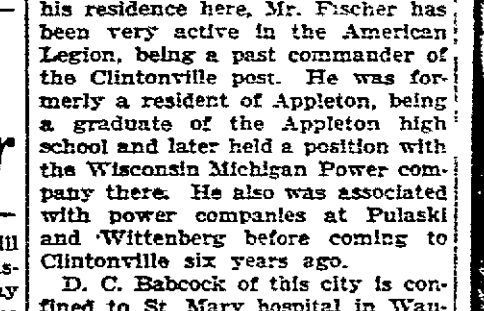 his residence here, Mr. Fischer has
been very active in the American
Legion, being a past commander of
the Clintonville post. He was for-
merly a resident of Appleton, being
a graduate of the Appleton high
school and later held a position with
the Wisconsin Michigan Power com-
pany there. He also was associated
with power companies at Pulaski
and Wittenberg before coming to
Clintonville six years ago.
D. C. Babcock of this city is con-
fined to St. Mary hospital in Wau-